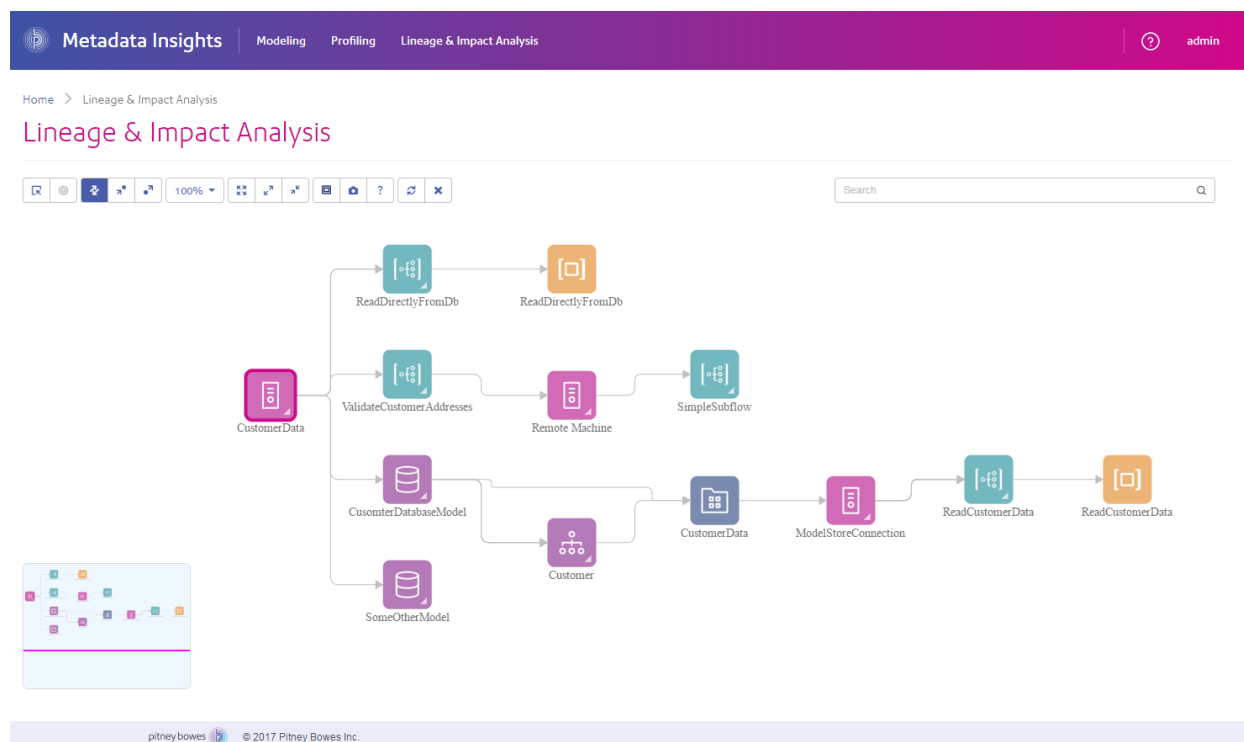 Metadata Insights Modeling Profiling Lineage & Impact Analysis ? admin
Home > Lineage & Impact Analysis
Lineage & Impact Analysis
100% ? Search
ReadDirectlyFromDb ReadDirectlyFromDb
ValidateCustomerAddresses SimpleSubflow
CustomerData Remote Machine
CusomterDatabaseModel ReadCustomerData ReadCustomerData
CustomerData ModelStoreConnection
Customer
SomeOtherModel
pitney bowes © 2017 Pitney Bowes Inc.